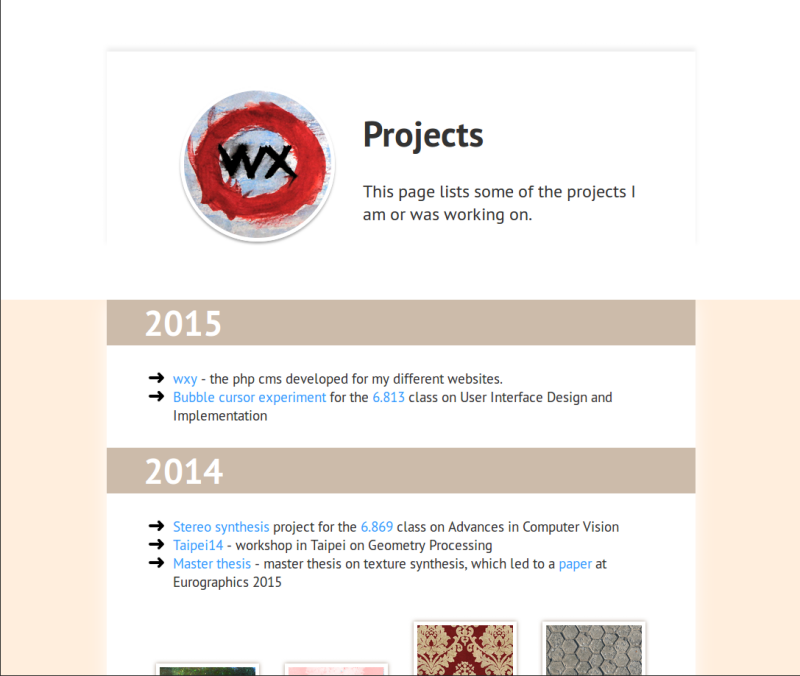 WX
Projects
This page lists some of the projects I
am or was working on.
2015
wxy - the php cms developed for my different websites.
Bubble cursor experiment for the 6.813 class on User Interface Design and
Implementation
2014
Stereo synthesis project for the 6.869 class on Advances in Computer Vision
Taipei14 - workshop in Taipei on Geometry Processing
Master thesis - master thesis on texture synthesis, which led to a paper at
Eurographics 2015